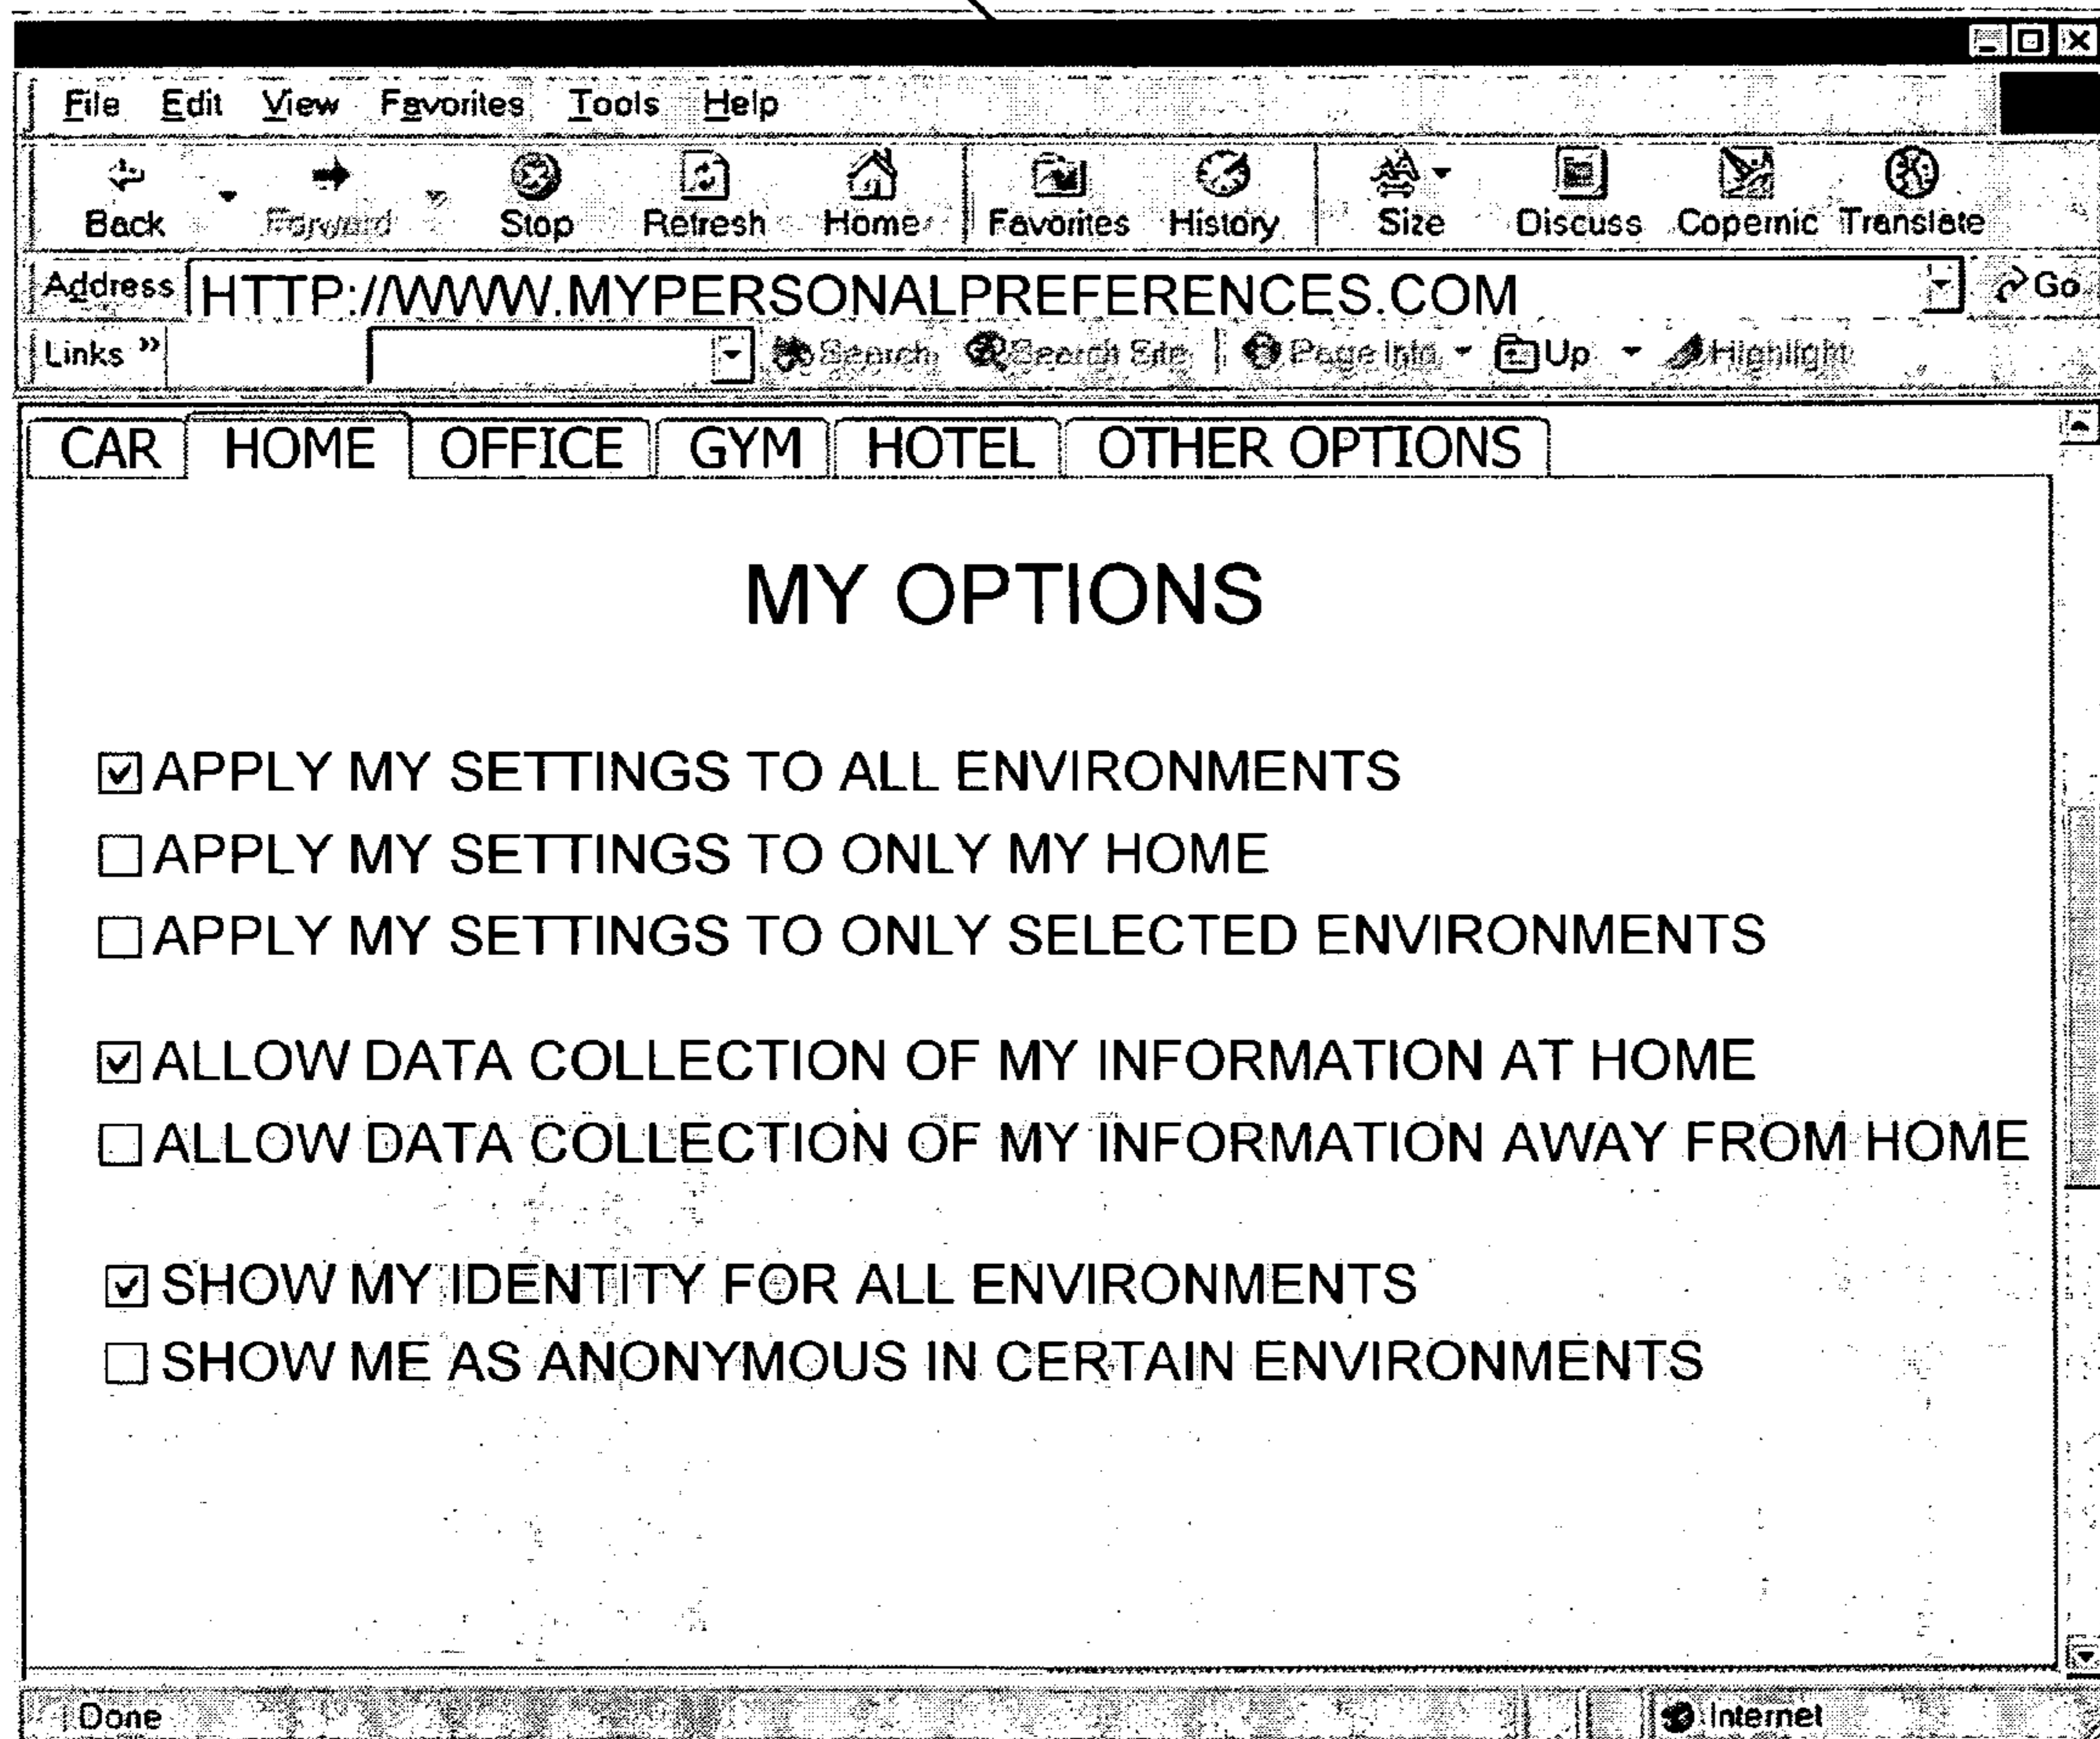 File Edit View Favorites Tools Help
Back Forward Stop Refresh Home Favorites History Size Discuss Copernic Translate
Address HTTP://WWW.MYPERSONALPREFERENCES.COM Go
Links » Search Search Site Page Info Up Highlight
CAR HOME OFFICE GYM HOTEL OTHER OPTIONS
MY OPTIONS
APPLY MY SETTINGS TO ALL ENVIRONMENTS
APPLY MY SETTINGS TO ONLY MY HOME
APPLY MY SETTINGS TO ONLY SELECTED ENVIRONMENTS
ALLOW DATA COLLECTION OF MY INFORMATION AT HOME
ALLOW DATA COLLECTION OF MY INFORMATION AWAY FROM HOME
SHOW MY IDENTITY FOR ALL ENVIRONMENTS
SHOW ME AS ANONYMOUS IN CERTAIN ENVIRONMENTS
Done Internet